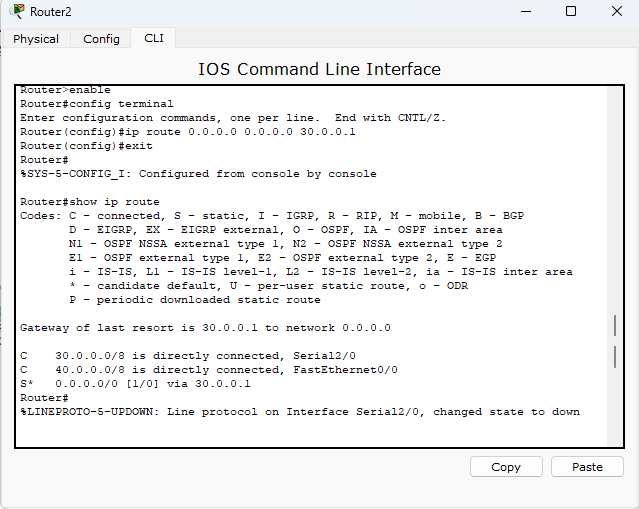 Router2
Physical Config CLI
IOS Command Line Interface
Router>enable
Router#config terminal
Enter configuration commands, one per line.  End with CNTL/Z.
Router(config)#ip route 0.0.0.0 0.0.0.0 30.0.0.1
Router(config)#exit
Router#
%SYS-5-CONFIG_I: Configured from console by console
Router#show ip route
Codes: C - connected, S - static, I - IGRP, R - RIP, M - mobile, B - BGP
D - EIGRP, EX - EIGRP external, O - OSPF, IA - OSPF inter area
N1 - OSPF NSSA external type 1, N2 - OSPF NSSA external type 2
E1 - OSPF external type 1, E2 - OSPF external type 2, E - EGP
i - IS-IS, L1 - IS-IS level-1, L2 - IS-IS level-2, ia - IS-IS inter area
* - candidate default, U - per-user static route, o - ODR
P - periodic downloaded static route
Gateway of last resort is 30.0.0.1 to network 0.0.0.0
C    30.0.0.0/8 is directly connected, Serial2/0
C    40.0.0.0/8 is directly connected, FastEthernet0/0
S*   0.0.0.0/0 [1/0] via 30.0.0.1
Router#
%LINEPROTO-5-UPDOWN: Line protocol on Interface Serial2/0, changed state to down
Copy Paste